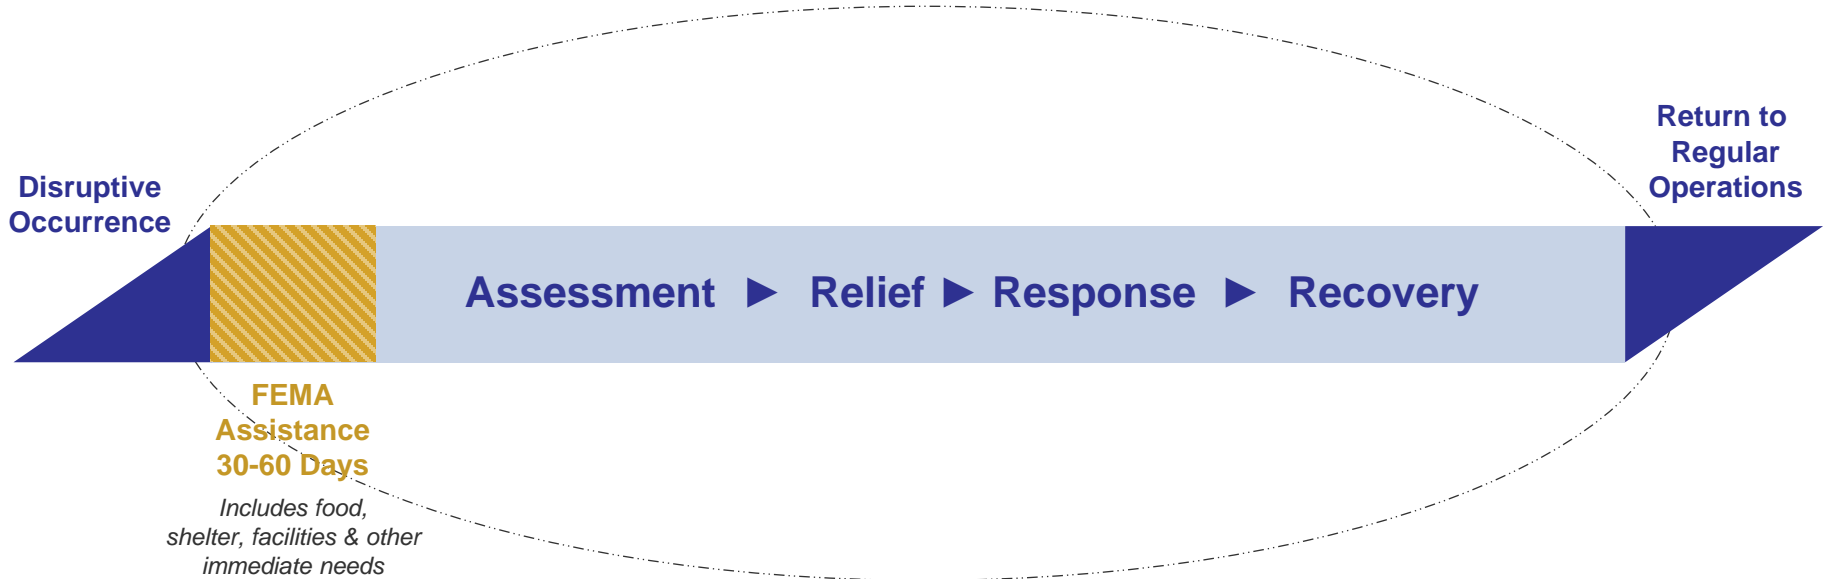 Disruptive
Occurrence
Return to
Regular
Operations
Assessment ► Relief ► Response ► Recovery
FEMA
Assistance
30-60 Days
Includes food,
shelter, facilities & other
immediate needs